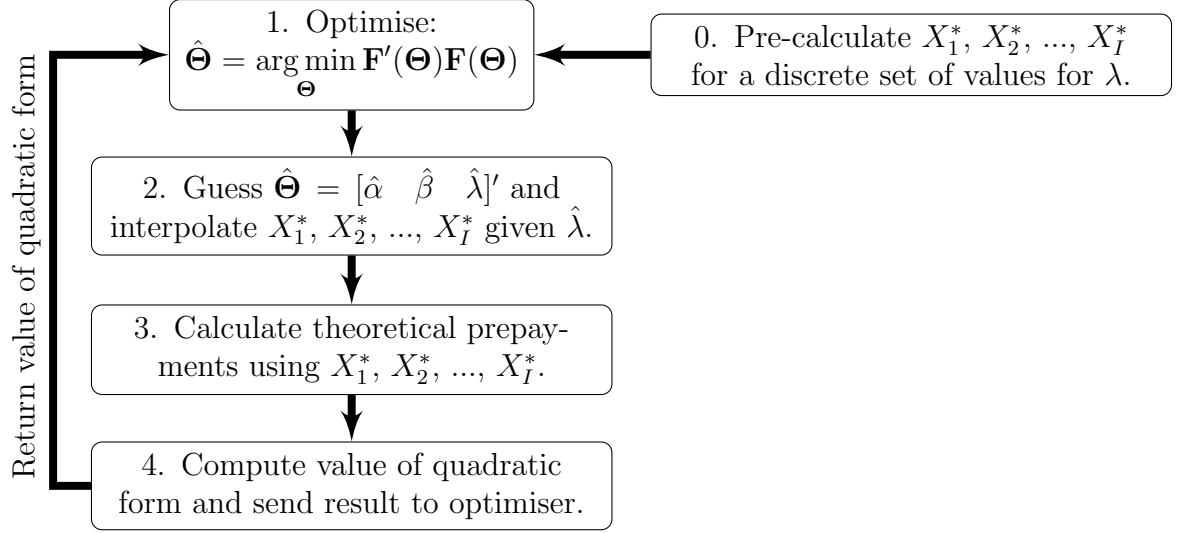 1. Optimise:
Θ̂ = arg min F′(Θ)F(Θ)
Θ
0. Pre-calculate X₁*, X₂*, ..., X_I*
for a discrete set of values for λ.
2. Guess Θ̂ = [α̂ β̂ λ̂]′ and
interpolate X₁*, X₂*, ..., X_I* given λ̂.
3. Calculate theoretical prepay-
ments using X₁*, X₂*, ..., X_I*.
4. Compute value of quadratic
form and send result to optimiser.
Return value of quadratic form